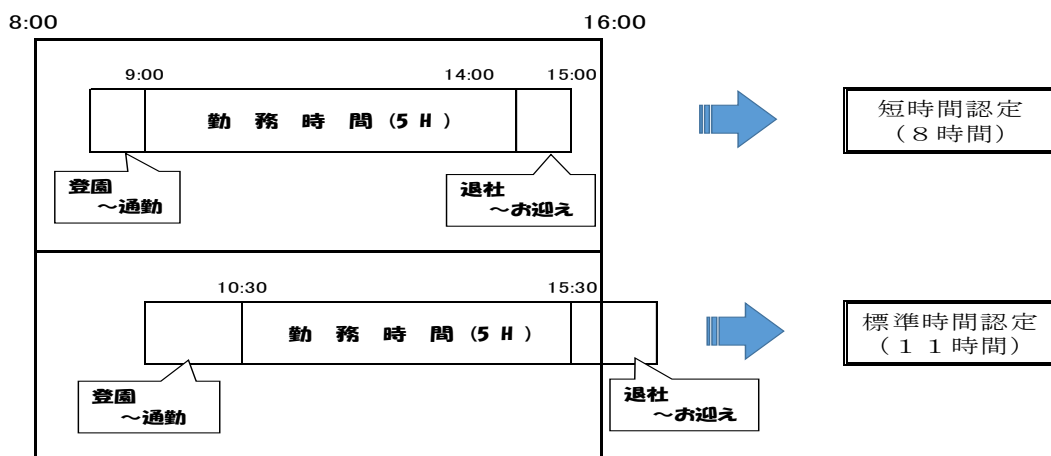 8:00 16:00
9:00 14:00 15:00
勤 務 時 間 (5 H )
短時間認定
(8時間)
登園
～通勤
退社
～お迎え
10:30 15:30
勤 務 時 間 (5 H )
標準時間認定
(11時間)
登園
～通勤
退社
～お迎え